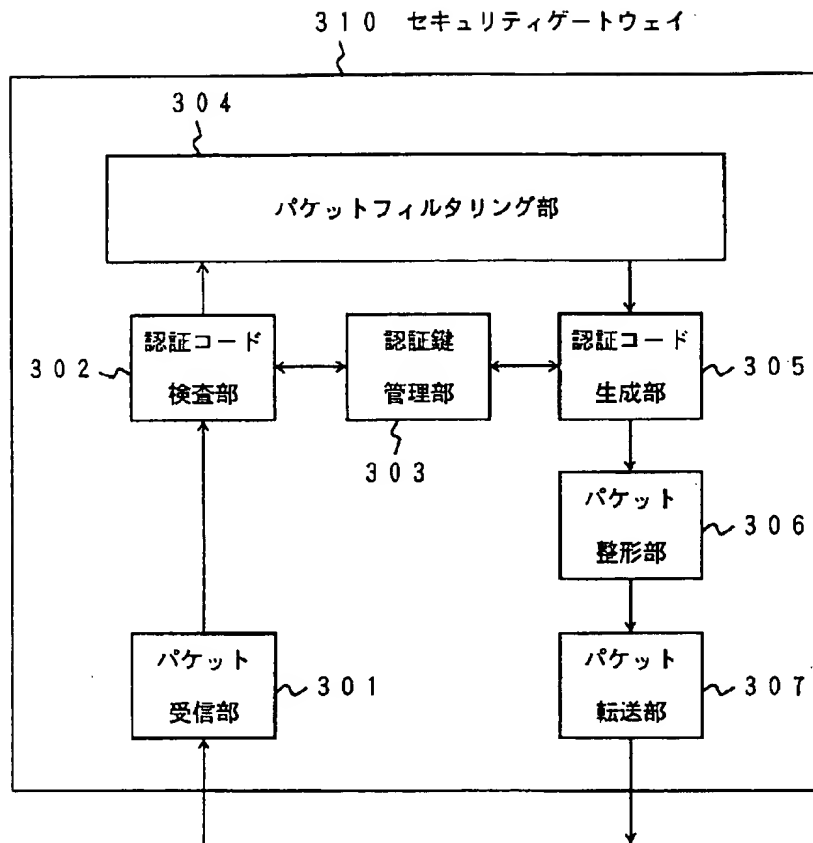 ３１０ セキュリティゲートウェイ
３０４
パケットフィルタリング部
３０２
認証コード
検査部
認証鍵
管理部
３０３
認証コード
生成部
３０５
パケット
整形部
３０６
パケット
受信部
３０１
パケット
転送部
３０７